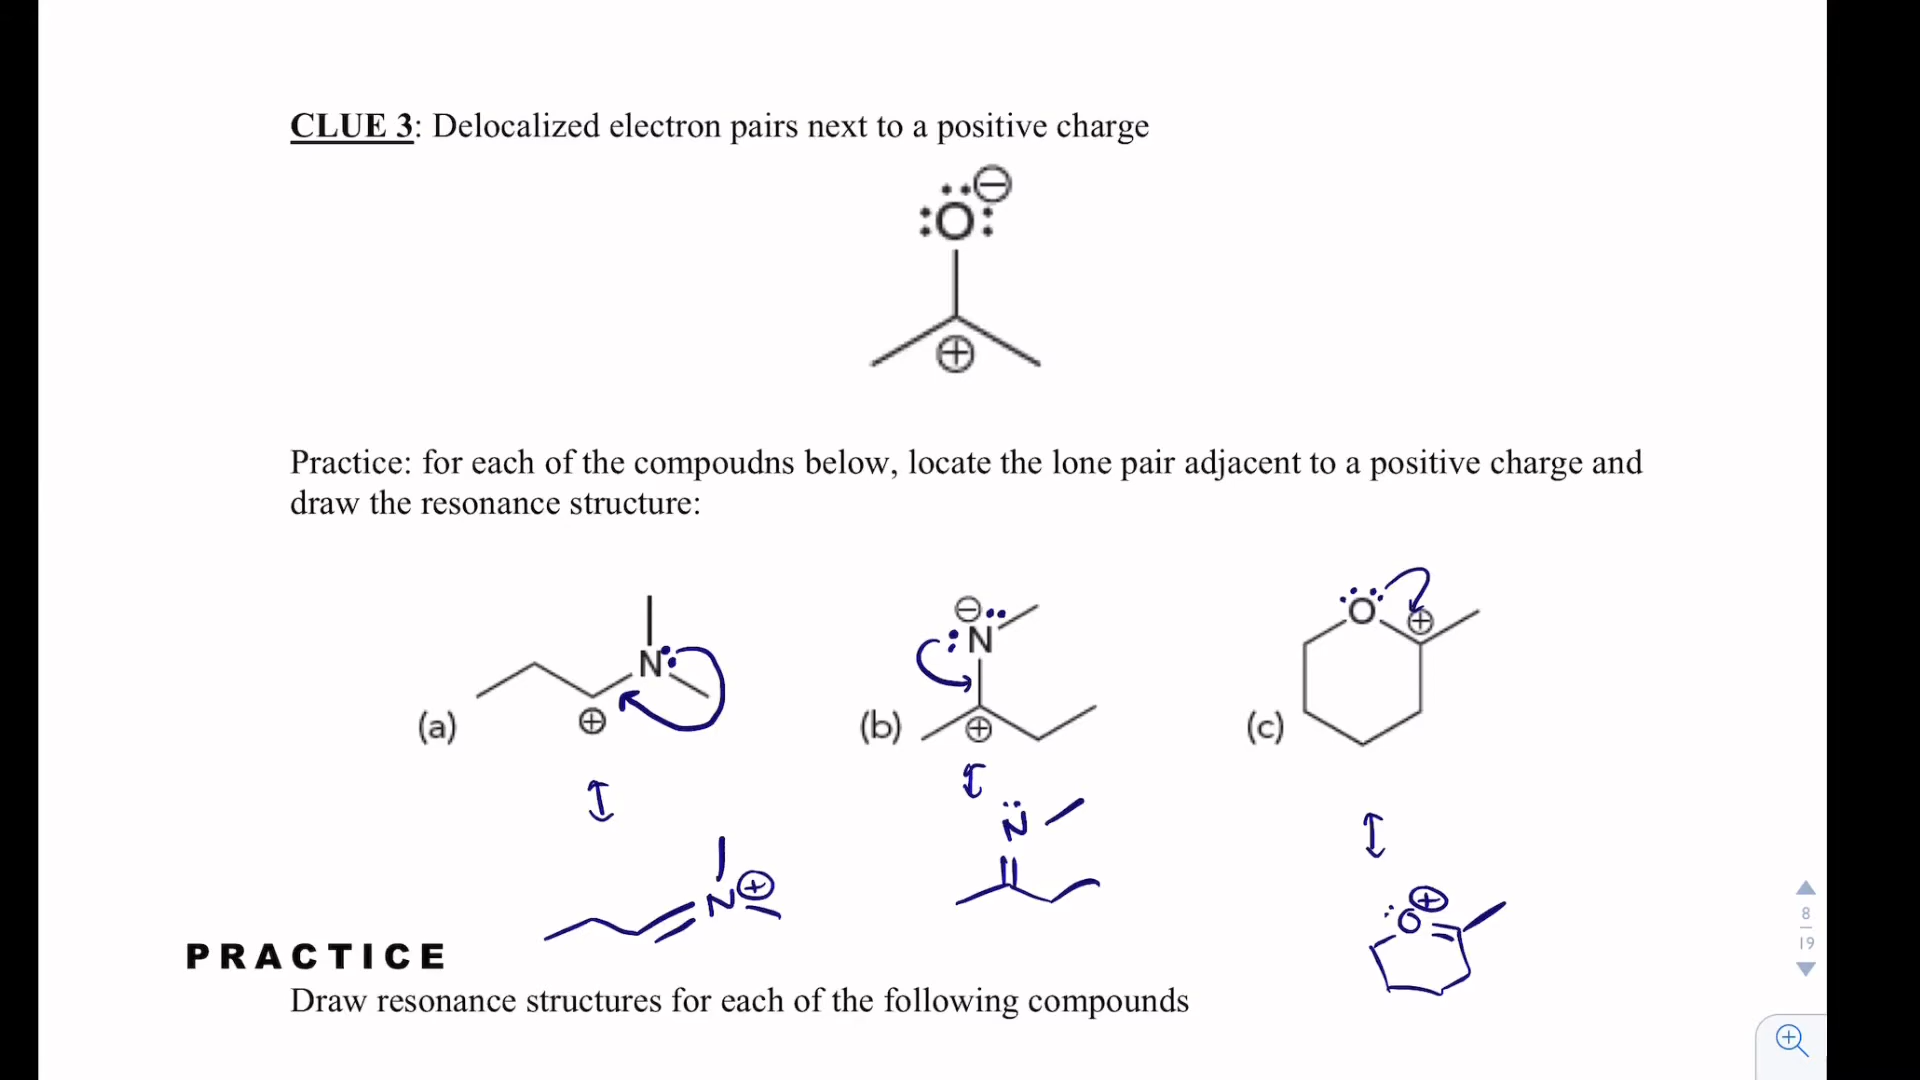 CLUE 3: Delocalized electron pairs next to a positive charge
:O:
Practice: for each of the compoudns below, locate the lone pair adjacent to a positive charge and
draw the resonance structure:
N O
N
(a) (b) (c)
N
N O
8
19
PRACTICE
Draw resonance structures for each of the following compounds